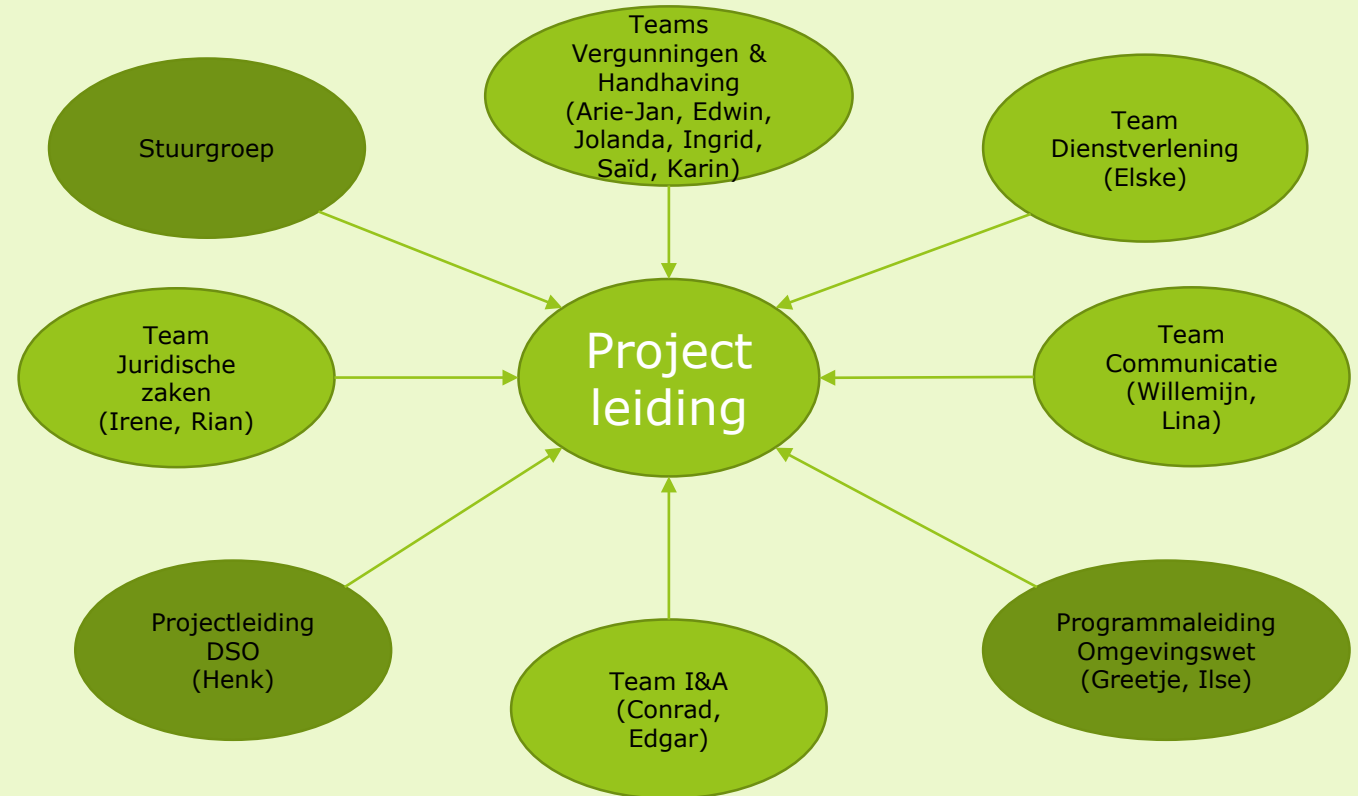 Teams
Vergunningen &
Handhaving
(Arie-Jan, Edwin,
Jolanda, Ingrid,
Saïd, Karin)
Stuurgroep
Team
Dienstverlening
(Elske)
Team
Juridische
zaken
(Irene, Rian)
Project
leiding
Team
Communicatie
(Willemijn,
Lina)
Projectleiding
DSO
(Henk)
Team I&A
(Conrad,
Edgar)
Programmaleiding
Omgevingswet
(Greetje, Ilse)